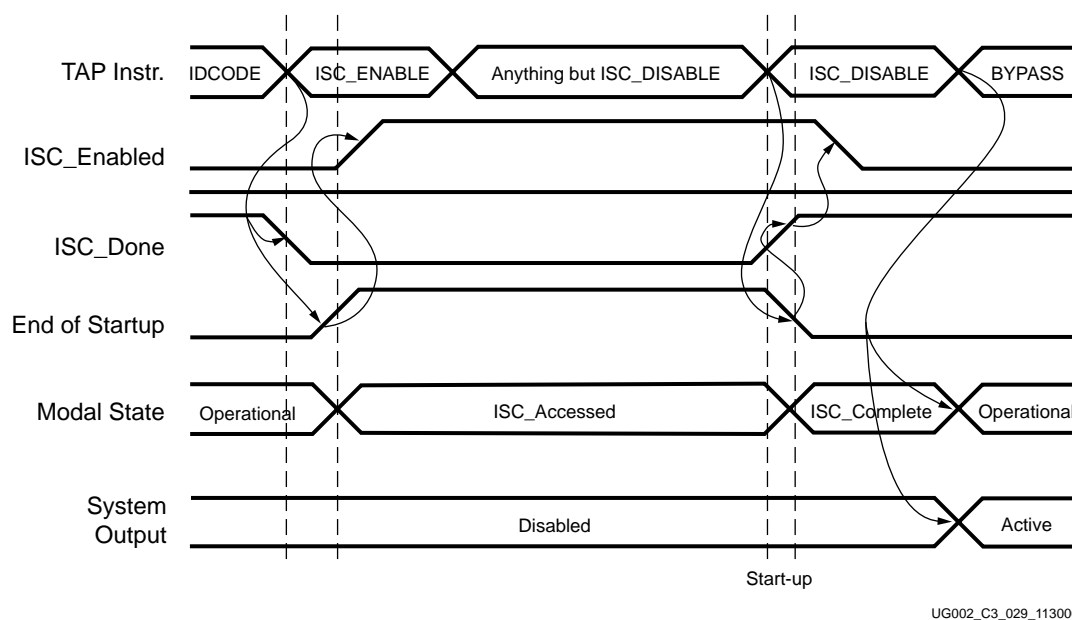 TAP Instr.
IDCODE
ISC_ENABLE
Anything but ISC_DISABLE
ISC_DISABLE
BYPASS
ISC_Enabled
ISC_Done
End of Startup
Modal State
Operational
ISC_Accessed
ISC_Complete
Operational
System
Output
Disabled
Active
Start-up
UG002_C3_029_11300